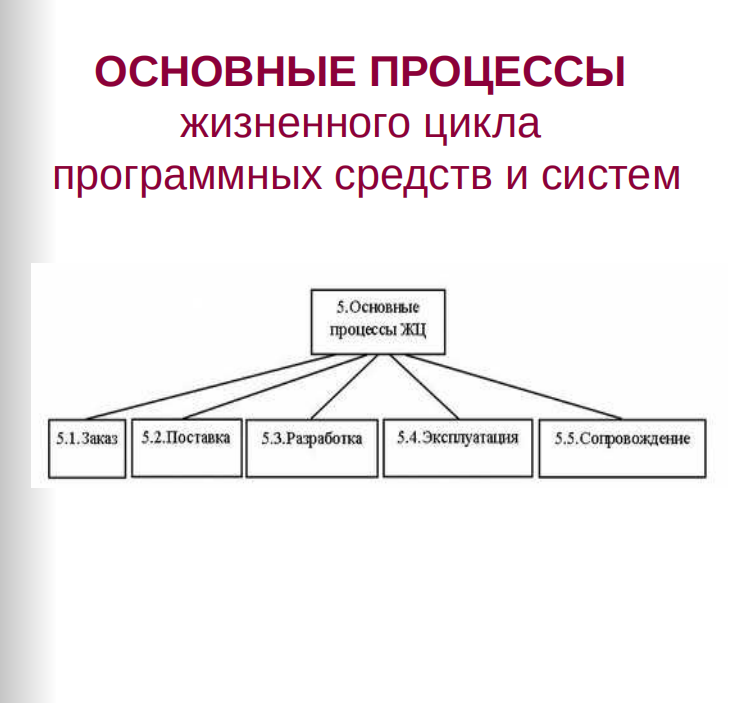 ОСНОВНЫЕ ПРОЦЕССЫ
жизненного цикла
программных средств и систем
5.Основные
процессы ЖЦ
5.1.Заказ
5.2.Поставка
5.3.Разработка
5.4.Эксплуатация
5.5.Сопровождение